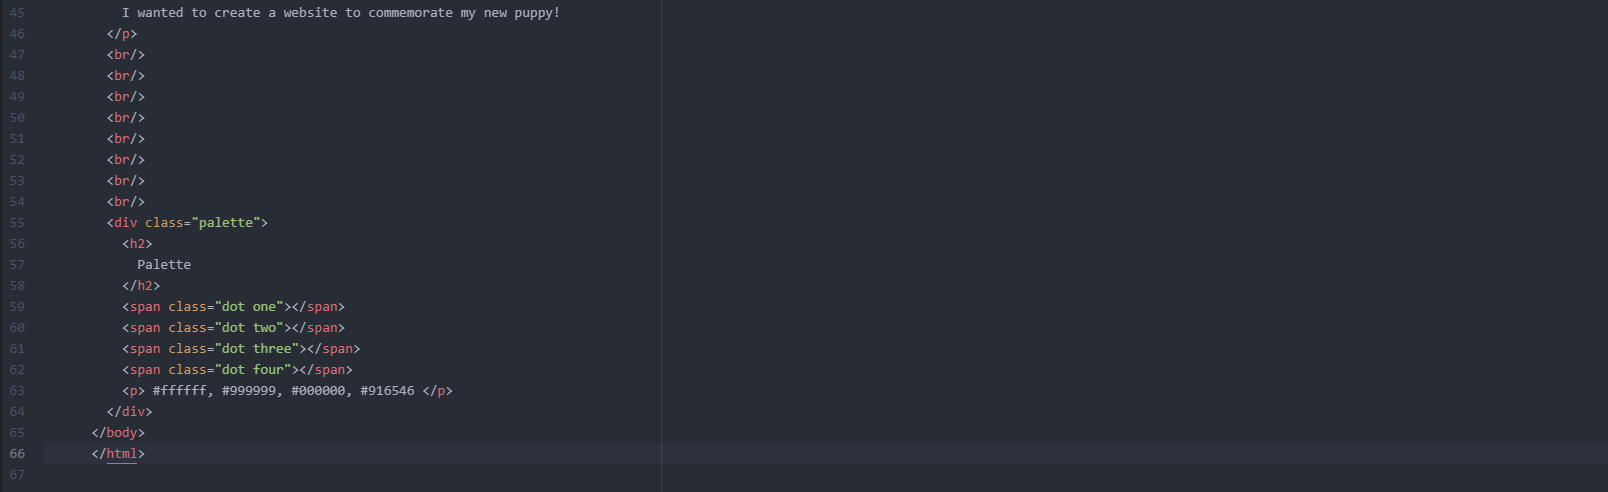 45 I wanted to create a website to commemorate my new puppy!
46 </p>
47 <br/>
48 <br/>
49 <br/>
50 <br/>
51 <br/>
52 <br/>
53 <br/>
54 <br/>
55 <div class="palette">
56 <h2>
57 Palette
58 </h2>
59 <span class="dot one"></span>
60 <span class="dot two"></span>
61 <span class="dot three"></span>
62 <span class="dot four"></span>
63 <p> #ffffff, #999999, #000000, #916546 </p>
64 </div>
65 </body>
66 </html>
67